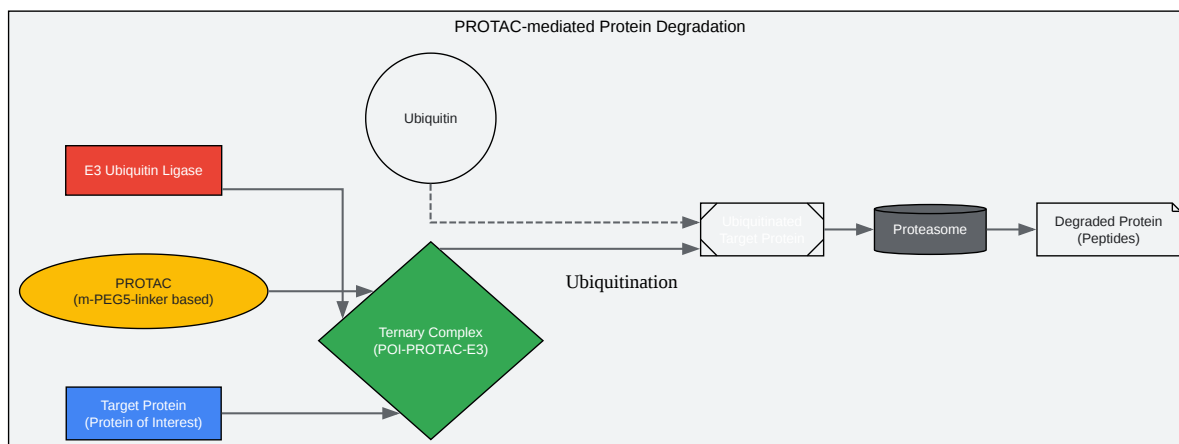 PROTAC-mediated Protein Degradation
Ubiquitin
E3 Ubiquitin Ligase
Ubiquitinated
Target Protein
Proteasome
Degraded Protein
(Peptides)
PROTAC
(m-PEG5-linker based)
Ubiquitination
Ternary Complex
(POI-PROTAC-E3)
Target Protein
(Protein of Interest)